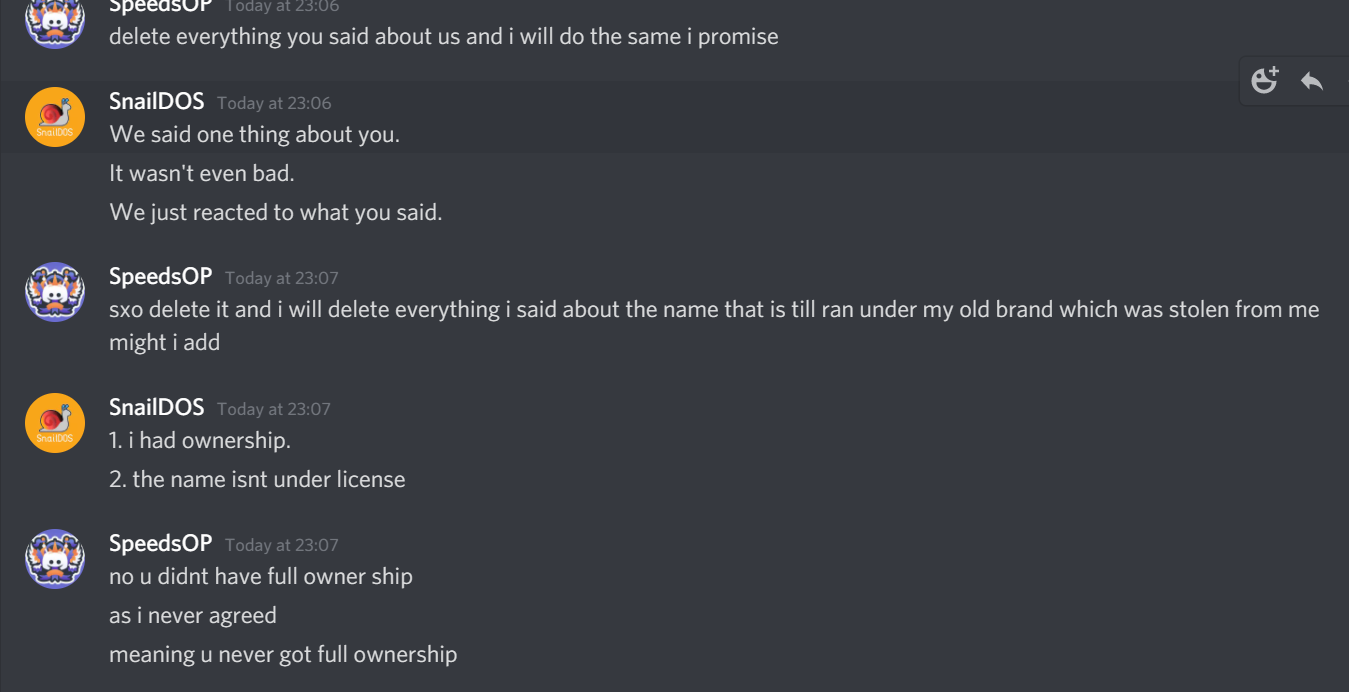 SpeedsOP Today at 23:06
delete everything you said about us and i will do the same i promise
SnailDOS Today at 23:06
We said one thing about you.
It wasn't even bad.
We just reacted to what you said.
SpeedsOP Today at 23:07
sxo delete it and i will delete everything i said about the name that is till ran under my old brand which was stolen from me
might i add
SnailDOS Today at 23:07
1. i had ownership.
2. the name isnt under license
SpeedsOP Today at 23:07
no u didnt have full owner ship
as i never agreed
meaning u never got full ownership
SnailDOS
SnailDOS